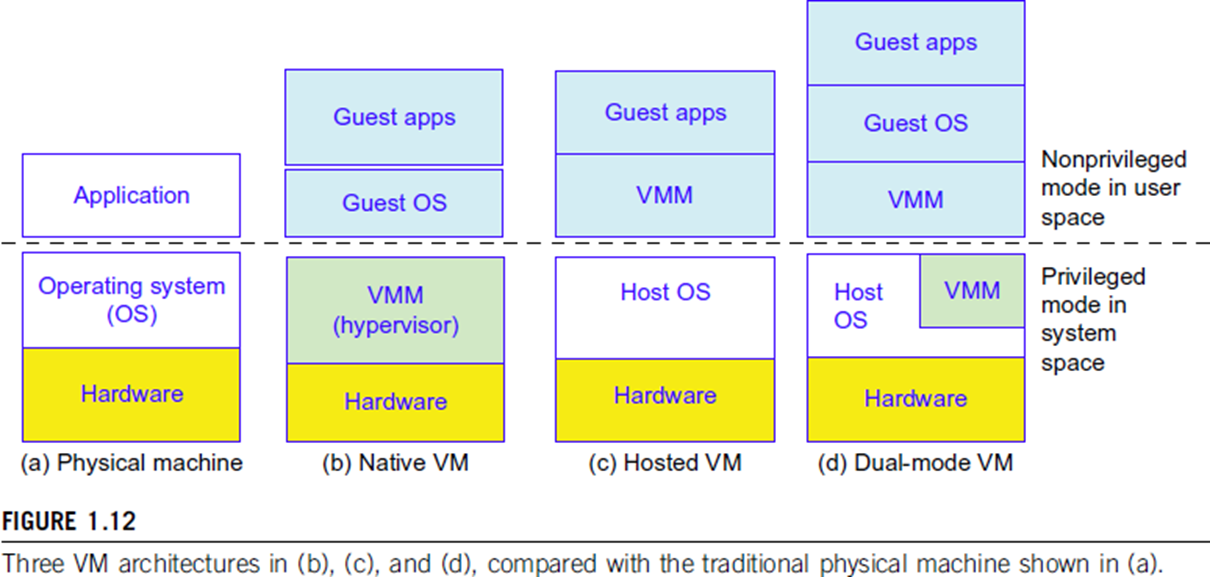 Application
Operating system
(OS)
Hardware
(a) Physical machine
Guest apps
Guest OS
VMM
(hypervisor)
Hardware
(b) Native VM
Guest apps
VMM
Host OS
Hardware
(c) Hosted VM
Guest apps
Guest OS
VMM
Host
OS
VMM
Hardware
(d) Dual-mode VM
Nonprivileged
mode in user
space
Privileged
mode in
system
space
FIGURE 1.12
Three VM architectures in (b), (c), and (d), compared with the traditional physical machine shown in (a).